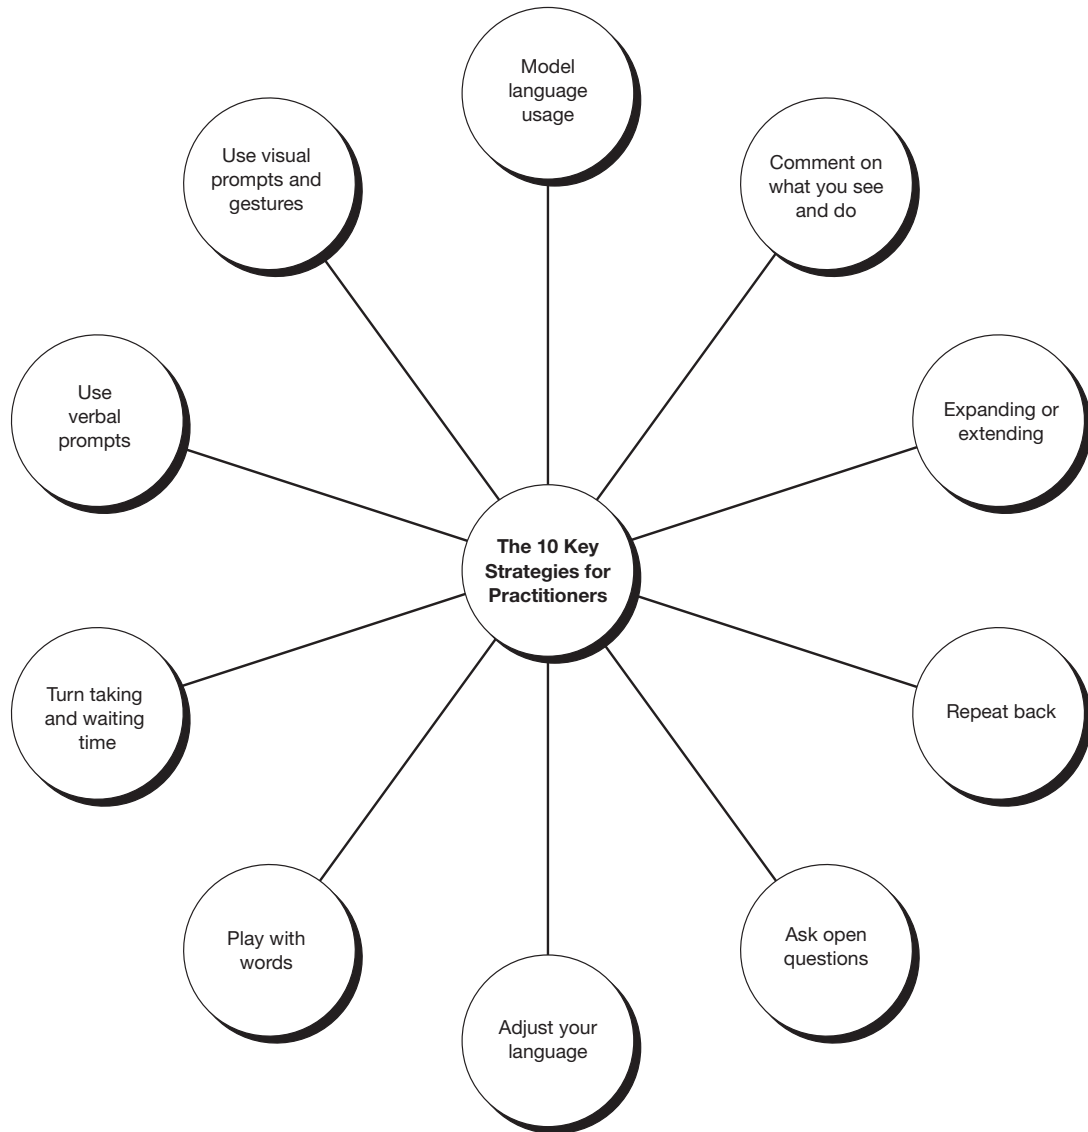 Model
language
usage
Comment on
what you see
and do
Expanding or
extending
Repeat back
Ask open
questions
Adjust your
language
Play with
words
Turn taking
and waiting
time
Use
verbal
prompts
Use visual
prompts and
gestures
The 10 Key
Strategies for
Practitioners